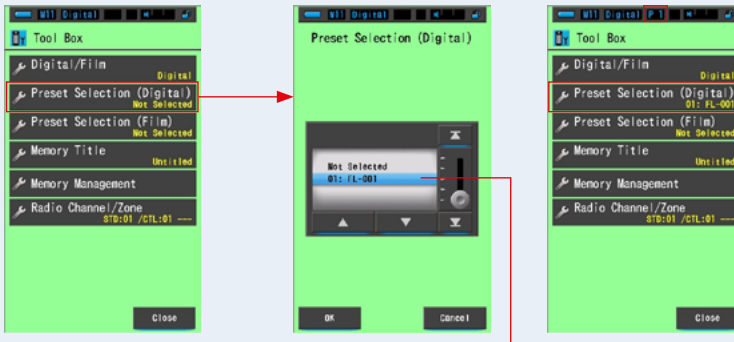 M11 Digital
Tool Box
Digital/Film
Digital
Preset Selection (Digital)
Not Selected
Preset Selection (Film)
Not Selected
Memory Title
Untitled
Memory Management
Radio Channel/Zone
STD:01 /CTL:01 ---
Close
M11 Digital
Preset Selection (Digital)
Not Selected
01: FL-001
OK
Cancel
M11 Digital P 1
Tool Box
Digital/Film
Digital
Preset Selection (Digital)
01: FL-001
Preset Selection (Film)
Not Selected
Memory Title
Untitled
Memory Management
Radio Channel/Zone
STD:01 /CTL:01 ---
Close